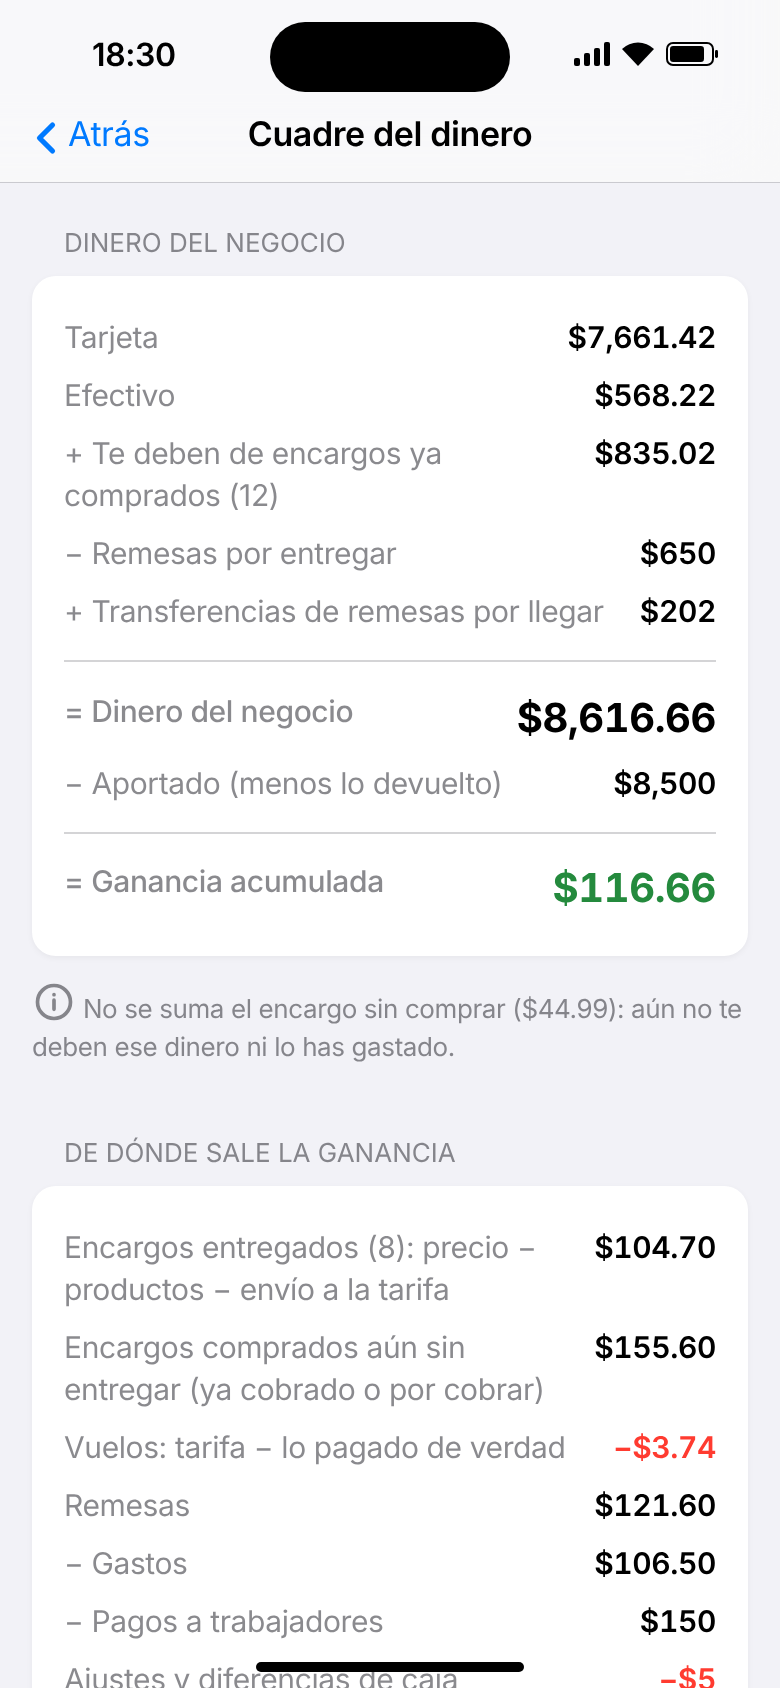 18:30
Atrás
Cuadre del dinero
DINERO DEL NEGOCIO
Tarjeta $7,661.42
Efectivo $568.22
+ Te deben de encargos ya $835.02
comprados (12)
− Remesas por entregar $650
+ Transferencias de remesas por llegar $202
= Dinero del negocio $8,616.66
− Aportado (menos lo devuelto) $8,500
= Ganancia acumulada $116.66
No se suma el encargo sin comprar ($44.99): aún no te
deben ese dinero ni lo has gastado.
DE DÓNDE SALE LA GANANCIA
Encargos entregados (8): precio − $104.70
productos − envío a la tarifa
Encargos comprados aún sin $155.60
entregar (ya cobrado o por cobrar)
Vuelos: tarifa − lo pagado de verdad −$3.74
Remesas $121.60
− Gastos $106.50
− Pagos a trabajadores $150
Ajustes y diferencias de caja −$5